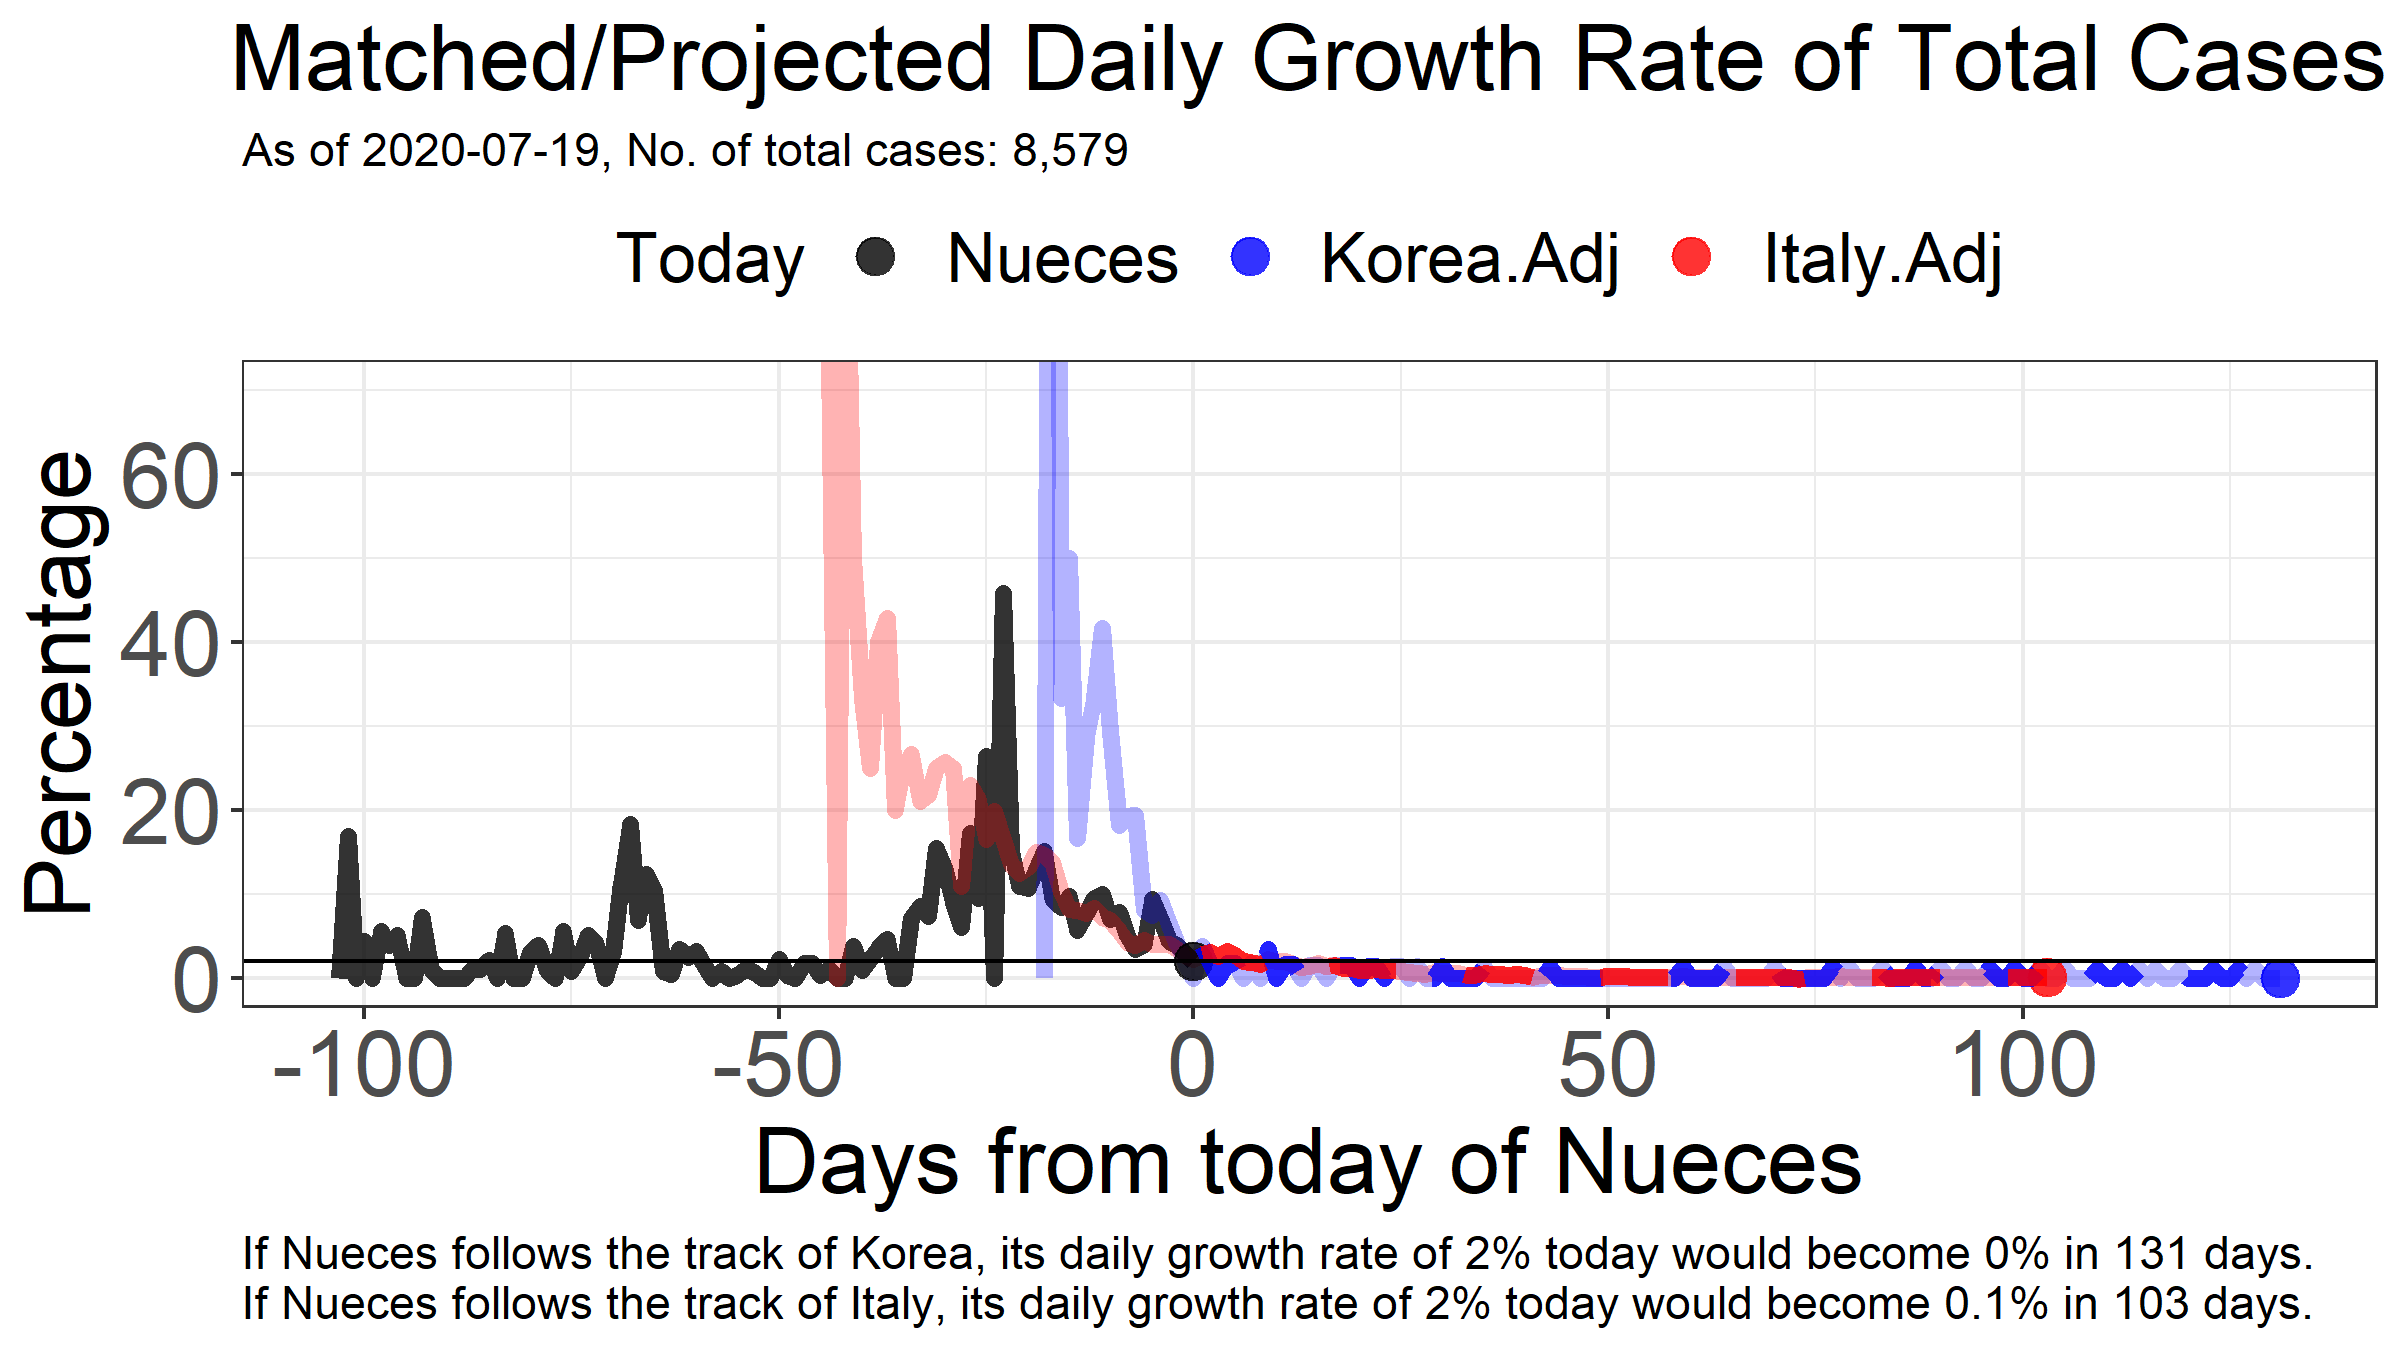 Matched/Projected Daily Growth Rate of Total Cases
As of 2020-07-19, No. of total cases: 8,579
Today Nueces Korea.Adj Italy.Adj
Percentage
60
40
20
0
-100 -50 0 50 100
Days from today of Nueces
If Nueces follows the track of Korea, its daily growth rate of 2% today would become 0% in 131 days.
If Nueces follows the track of Italy, its daily growth rate of 2% today would become 0.1% in 103 days.